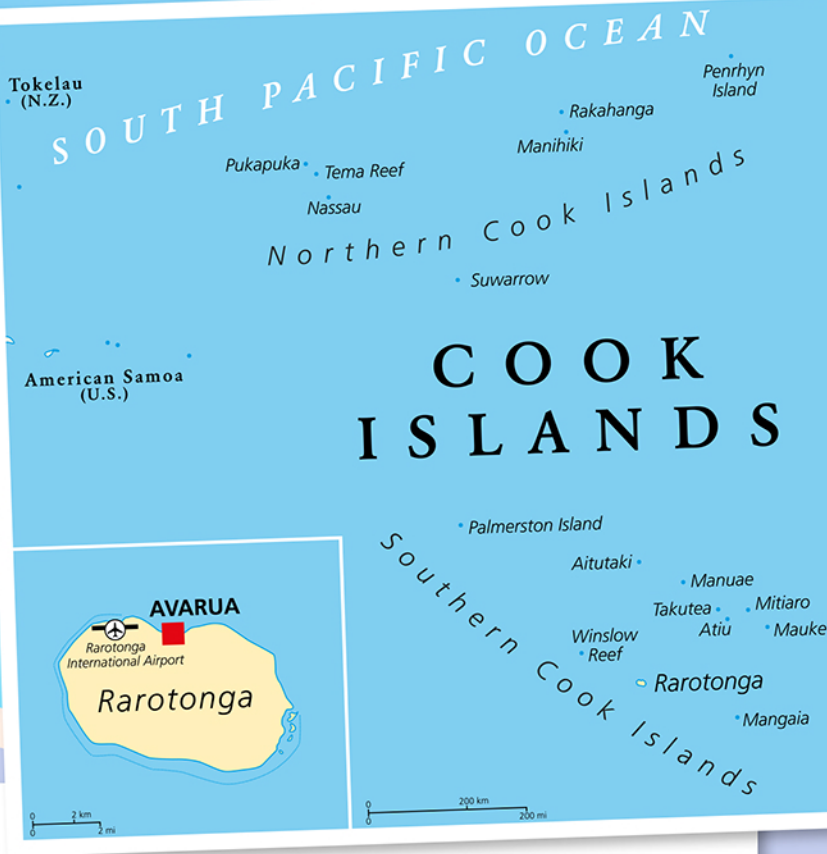 SOUTH PACIFIC OCEAN
Tokelau
(N.Z.)
Penrhyn
Island
Rakahanga
Manihiki
Pukapuka
Tema Reef
Nassau
Northern Cook Islands
Suwarrow
American Samoa
(U.S.)
COOK
ISLANDS
Palmerston Island
Aitutaki
Manuae
Takutea
Mitiaro
Atiu
Mauke
Winslow
Reef
Rarotonga
Mangaia
Southern Cook Islands
AVARUA
Rarotonga
International Airport
Rarotonga
0
2 km
0
2 mi
0
200 km
0
200 mi